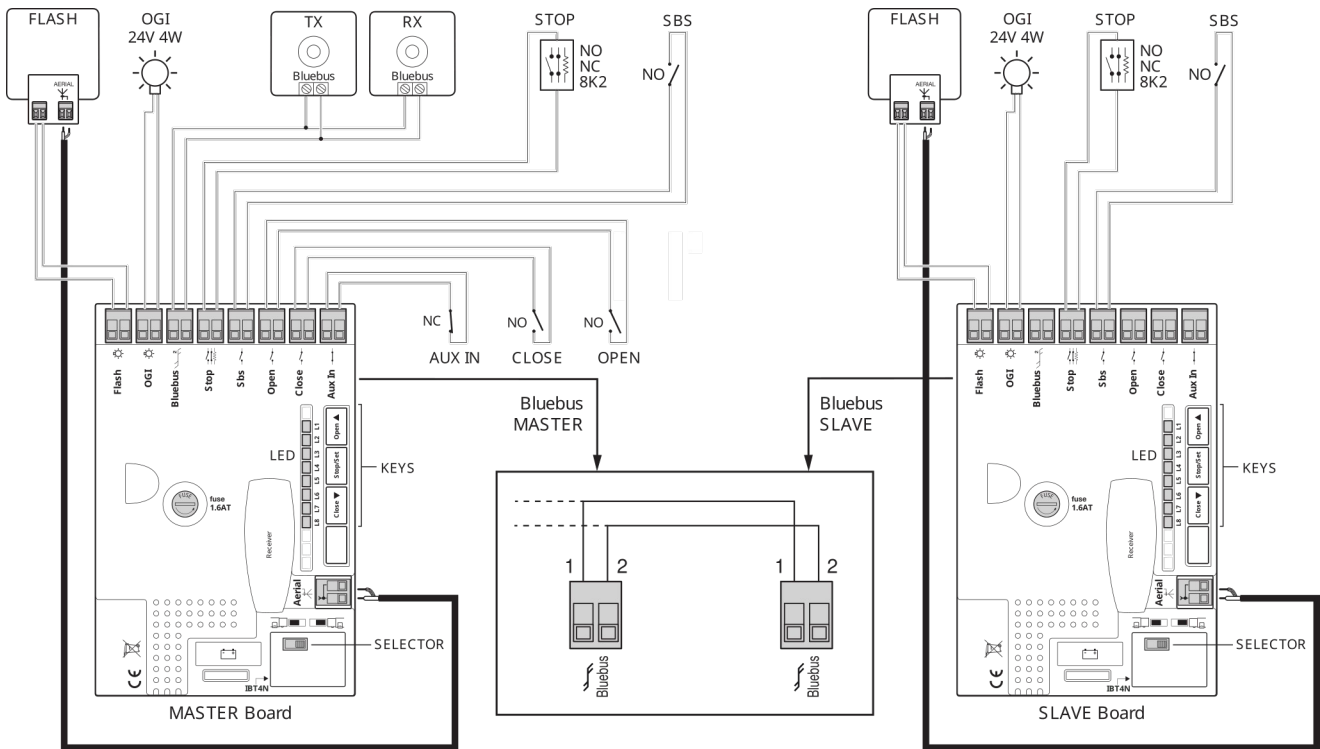 FLASH
AERIAL
OGI
24V 4W
TX
Bluebus
RX
Bluebus
STOP
NO
NC
8K2
SBS
NO
FLASH
AERIAL
OGI
24V 4W
STOP
NO
NC
8K2
SBS
NO
NC
AUX IN
NO
CLOSE
NO
OPEN
Flash
OGI
Bluebus
Stop
Sbs
Open
Close
Aux In
LED
L1
L2
L3
L4
L5
L6
L7
L8
Open ▲
Stop/Set
Close ▼
KEYS
FUSE
fuse
1.6AT
Receiver
Aerial
SELECTOR
IBT4N
CE
MASTER Board
Bluebus
MASTER
Bluebus
SLAVE
1
2
Bluebus
1
2
Bluebus
Flash
OGI
Bluebus
Stop
Sbs
Open
Close
Aux In
LED
L1
L2
L3
L4
L5
L6
L7
L8
Open ▲
Stop/Set
Close ▼
KEYS
FUSE
fuse
1.6AT
Receiver
Aerial
SELECTOR
IBT4N
CE
SLAVE Board